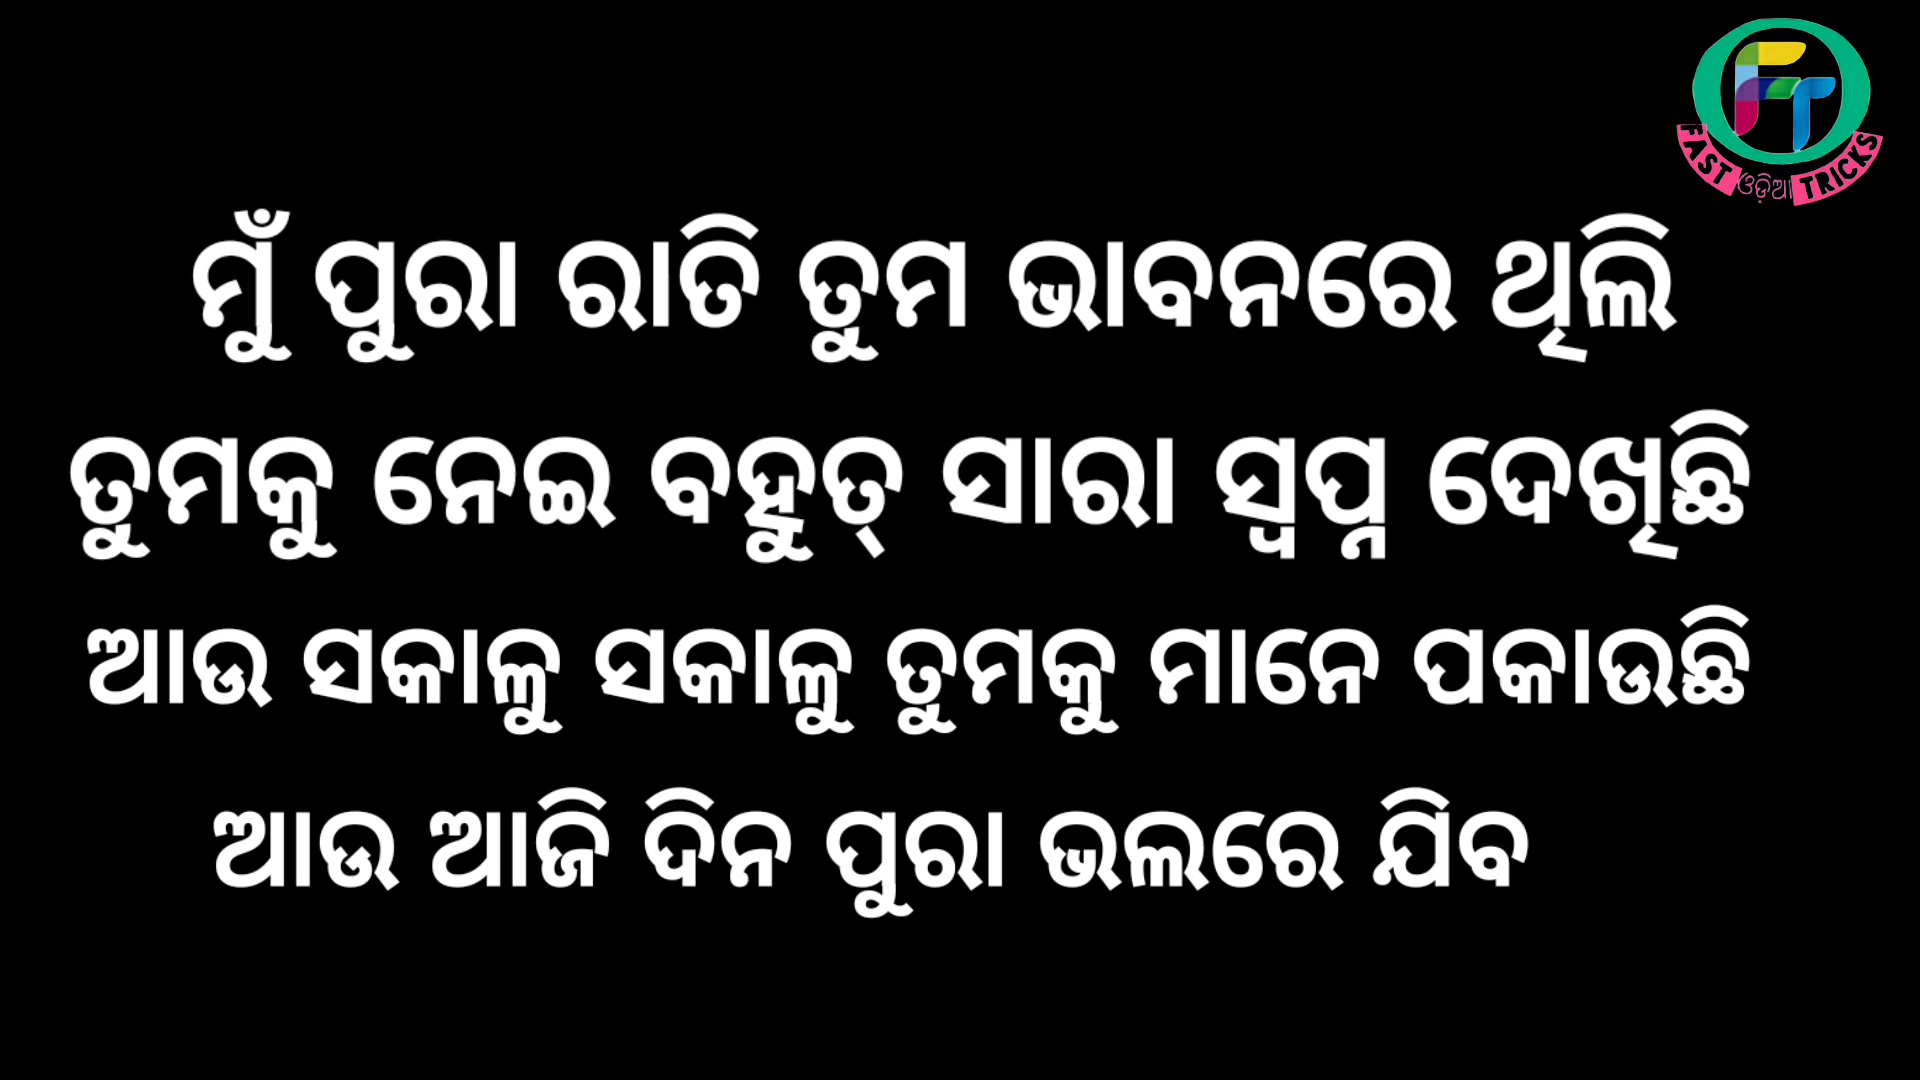 FAST ଓଡ଼ିଆ TRICKS
ମୁଁ ପୁରା ରାତି ତୁମ ଭାବନରେ ଥିଲି
ତୁମକୁ ନେଇ ବହୁତ୍ ସାରା ସ୍ୱପ୍ନ ଦେଖିଛି
ଆଉ ସକାଳୁ ସକାଳୁ ତୁମକୁ ମାନେ ପକାଉଛି
ଆଉ ଆଜି ଦିନ ପୁରା ଭଲରେ ଯିବ